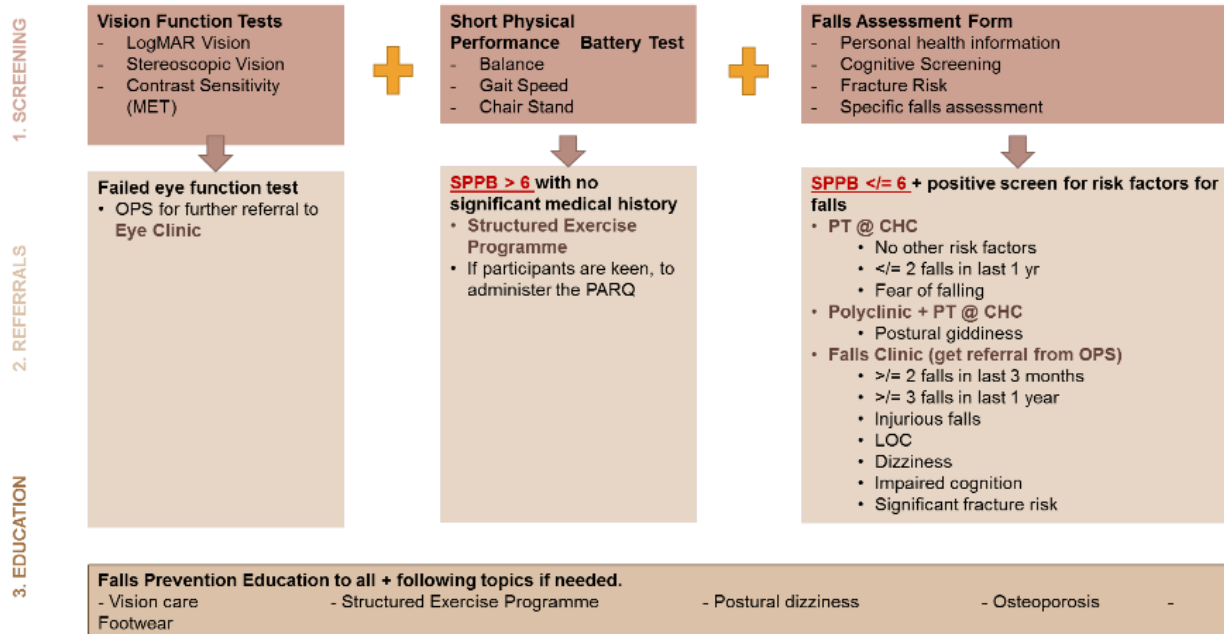 1. SCREENING
Vision Function Tests
- LogMAR Vision
- Stereoscopic Vision
- Contrast Sensitivity
(MET)
Short Physical
Performance Battery Test
- Balance
- Gait Speed
- Chair Stand
Falls Assessment Form
- Personal health information
- Cognitive Screening
- Fracture Risk
- Specific falls assessment
2. REFERRALS
Failed eye function test
• OPS for further referral to
Eye Clinic
SPPB > 6 with no
significant medical history
• Structured Exercise
Programme
• If participants are keen, to
administer the PARQ
SPPB </= 6 + positive screen for risk factors for
falls
• PT @ CHC
• No other risk factors
• </= 2 falls in last 1 yr
• Fear of falling
• Polyclinic + PT @ CHC
• Postural giddiness
• Falls Clinic (get referral from OPS)
• >/= 2 falls in last 3 months
• >/= 3 falls in last 1 year
• Injurious falls
• LOC
• Dizziness
• Impaired cognition
• Significant fracture risk
3. EDUCATION
Falls Prevention Education to all + following topics if needed.
- Vision care - Structured Exercise Programme - Postural dizziness - Osteoporosis -
Footwear